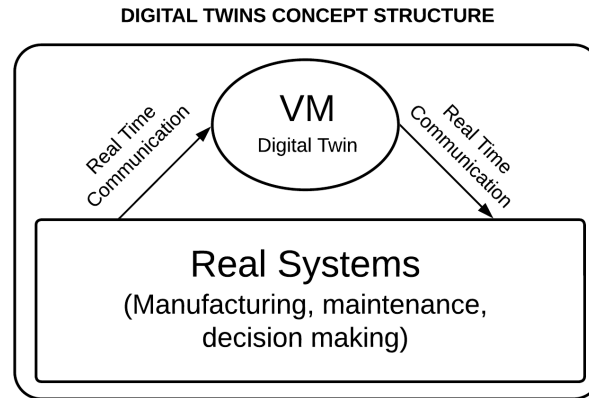 DIGITAL TWINS CONCEPT STRUCTURE
VM
Digital Twin
Real Time
Communication
Real Time
Communication
Real Systems
(Manufacturing, maintenance,
decision making)